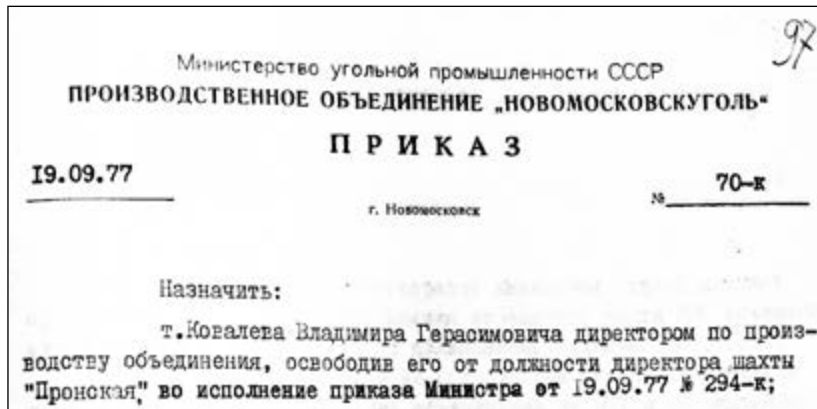 97
Министерство угольной промышленности СССР
ПРОИЗВОДСТВЕННОЕ ОБЪЕДИНЕНИЕ „НОВОМОСКОВСКУГОЛЬ“
ПРИКАЗ
19.09.77
№ 70-к
г. Новомосковск
Назначить:
т.Ковалева Владимира Герасимовича директором по произ-
водству объединения, освободив его от должности директора шахты
"Пронская," во исполнение приказа Министра от 19.09.77 № 294-к;